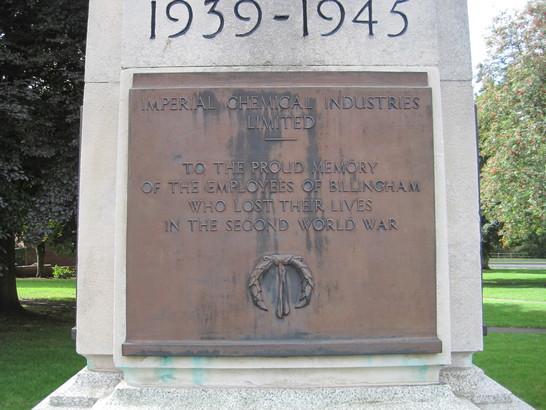 1939-1945
IMPERIAL CHEMICAL INDUSTRIES
LIMITED
TO THE PROUD MEMORY
OF THE EMPLOYEES OF BILLINGHAM
WHO LOST THEIR LIVES
IN THE SECOND WORLD WAR